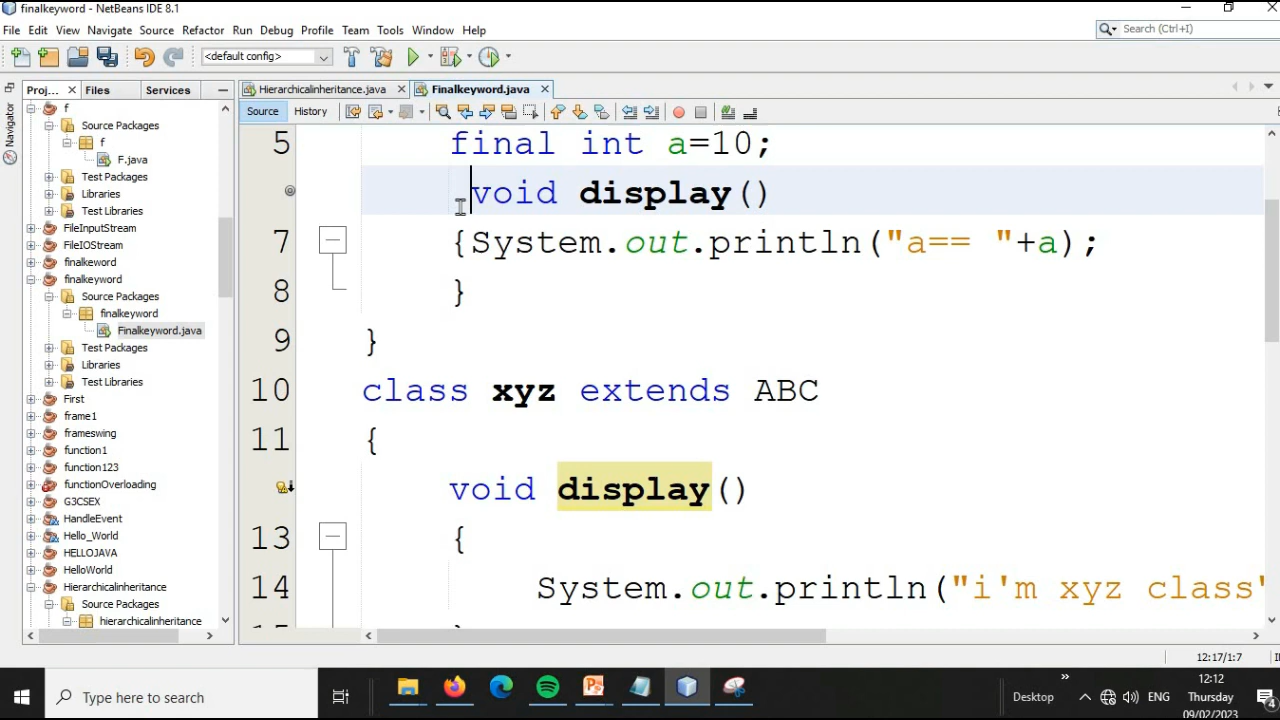 finalkeyword - NetBeans IDE 8.1
File Edit View Navigate Source Refactor Run Debug Profile Team Tools Window Help
Search (Ctrl+I)
<default config>
Proj... Files Services
HierarchicalInheritance.java Finalkeyword.java
Source History
Navigator
f
Source Packages
f
F.java
Test Packages
Libraries
Test Libraries
FileInputStream
FileIOStream
finalkeword
finalkeyword
Source Packages
finalkeyword
Finalkeyword.java
Test Packages
Libraries
Test Libraries
First
frame1
frameswing
function1
function123
functionOverloading
G3CSEX
HandleEvent
Hello_World
HELLOJAVA
HelloWorld
Hierarchicalinheritance
Source Packages
hierarchicalinheritance
5 final int a=10;
void display()
7 {System.out.println("a== "+a);
8 }
9 }
10 class xyz extends ABC
11 {
void display()
13 {
14 System.out.println("i'm xyz class"
12:17/1:7
Type here to search
Desktop
ENG
12:12
Thursday
09/02/2023
4